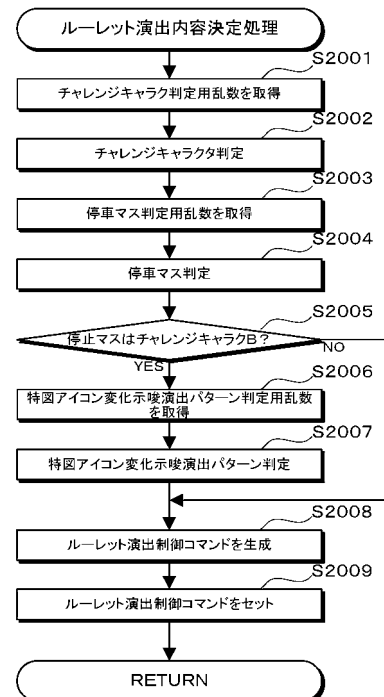 ルーレット演出内容決定処理
S2001
チャレンジキャラク判定用乱数を取得
S2002
チャレンジキャラクタ判定
S2003
停車マス判定用乱数を取得
S2004
停車マス判定
S2005
停止マスはチャレンジキャラクB?
NO
YES
S2006
特図アイコン変化示唆演出パターン判定用乱数
を取得
S2007
特図アイコン変化示唆演出パターン判定
S2008
ルーレット演出制御コマンドを生成
S2009
ルーレット演出制御コマンドをセット
RETURN